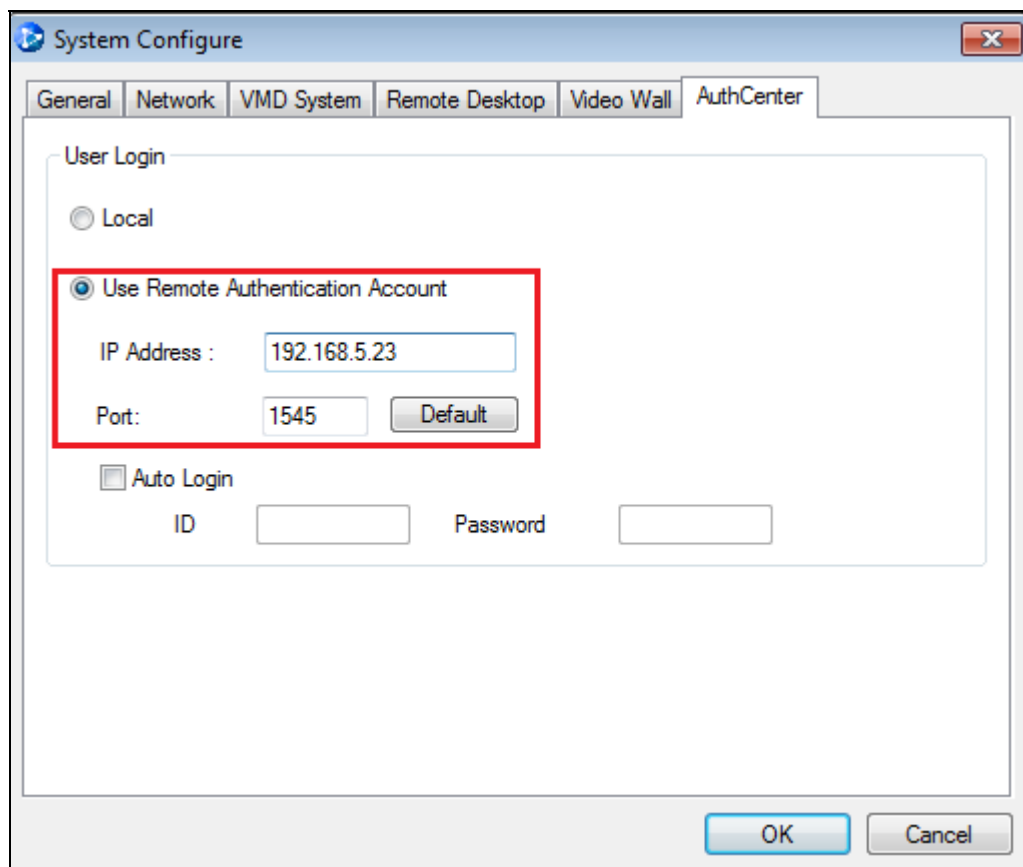 System Configure
General Network VMD System Remote Desktop Video Wall AuthCenter
User Login
Local
Use Remote Authentication Account
IP Address : 192.168.5.23
Port: 1545 Default
Auto Login
ID Password
OK Cancel